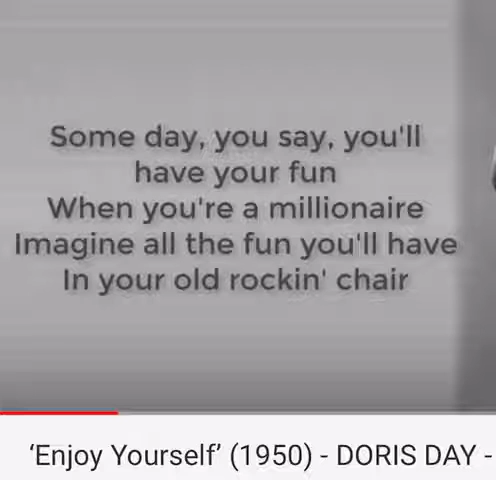 Some day, you say, you'll
have your fun
When you're a millionaire
Imagine all the fun you'll have
In your old rockin' chair
‘Enjoy Yourself’ (1950) - DORIS DAY -